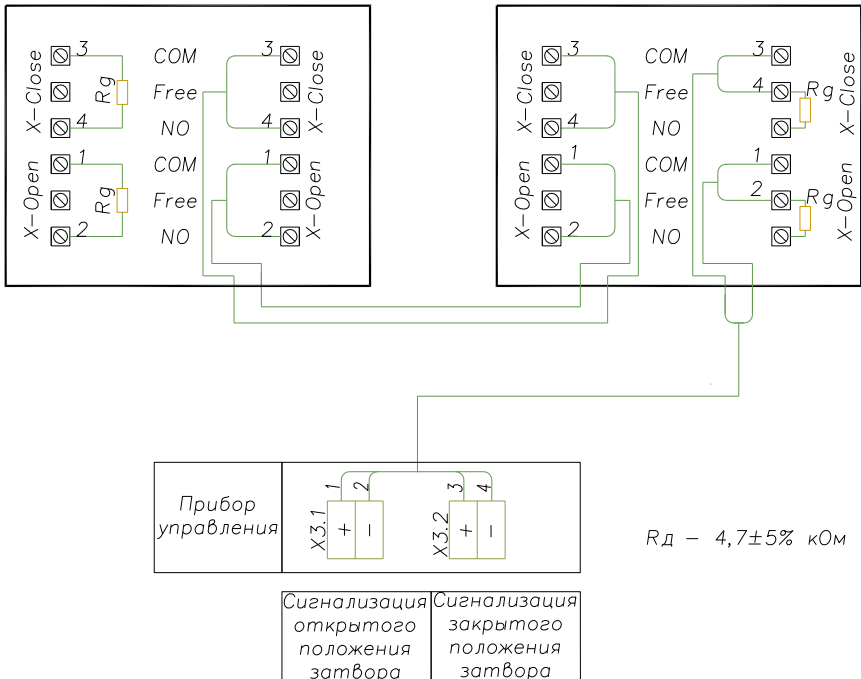 3 COM 3
X-Close Rg Free X-Close
4 NO 4
1 COM 1
X-Open Rg Free X-Open
2 NO 2
3 COM 3
X-Close Free 4 Rg X-Close
4 NO
1 COM 1
X-Open Free 2 Rg X-Open
2 NO
Прибор
управления
1 2 3 4
X3.1 + - X3.2 + -
Rд - 4,7±5% кОм
Сигнализация
открытого
положения
затвора
Сигнализация
закрытого
положения
затвора